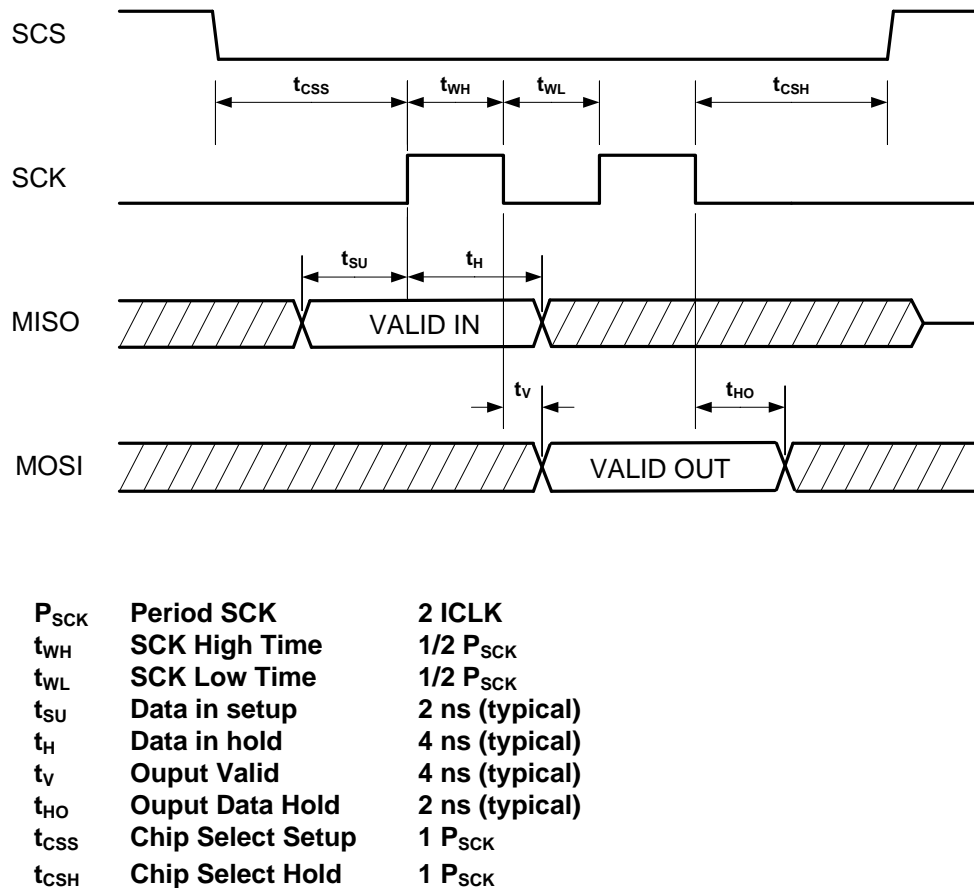 SCS
tCSS tWH tWL tCSH
SCK
tSU tH
MISO VALID IN
tV tHO
MOSI VALID OUT
PSCK Period SCK 2 ICLK
tWH SCK High Time 1/2 PSCK
tWL SCK Low Time 1/2 PSCK
tSU Data in setup 2 ns (typical)
tH Data in hold 4 ns (typical)
tV Ouput Valid 4 ns (typical)
tHO Ouput Data Hold 2 ns (typical)
tCSS Chip Select Setup 1 PSCK
tCSH Chip Select Hold 1 PSCK